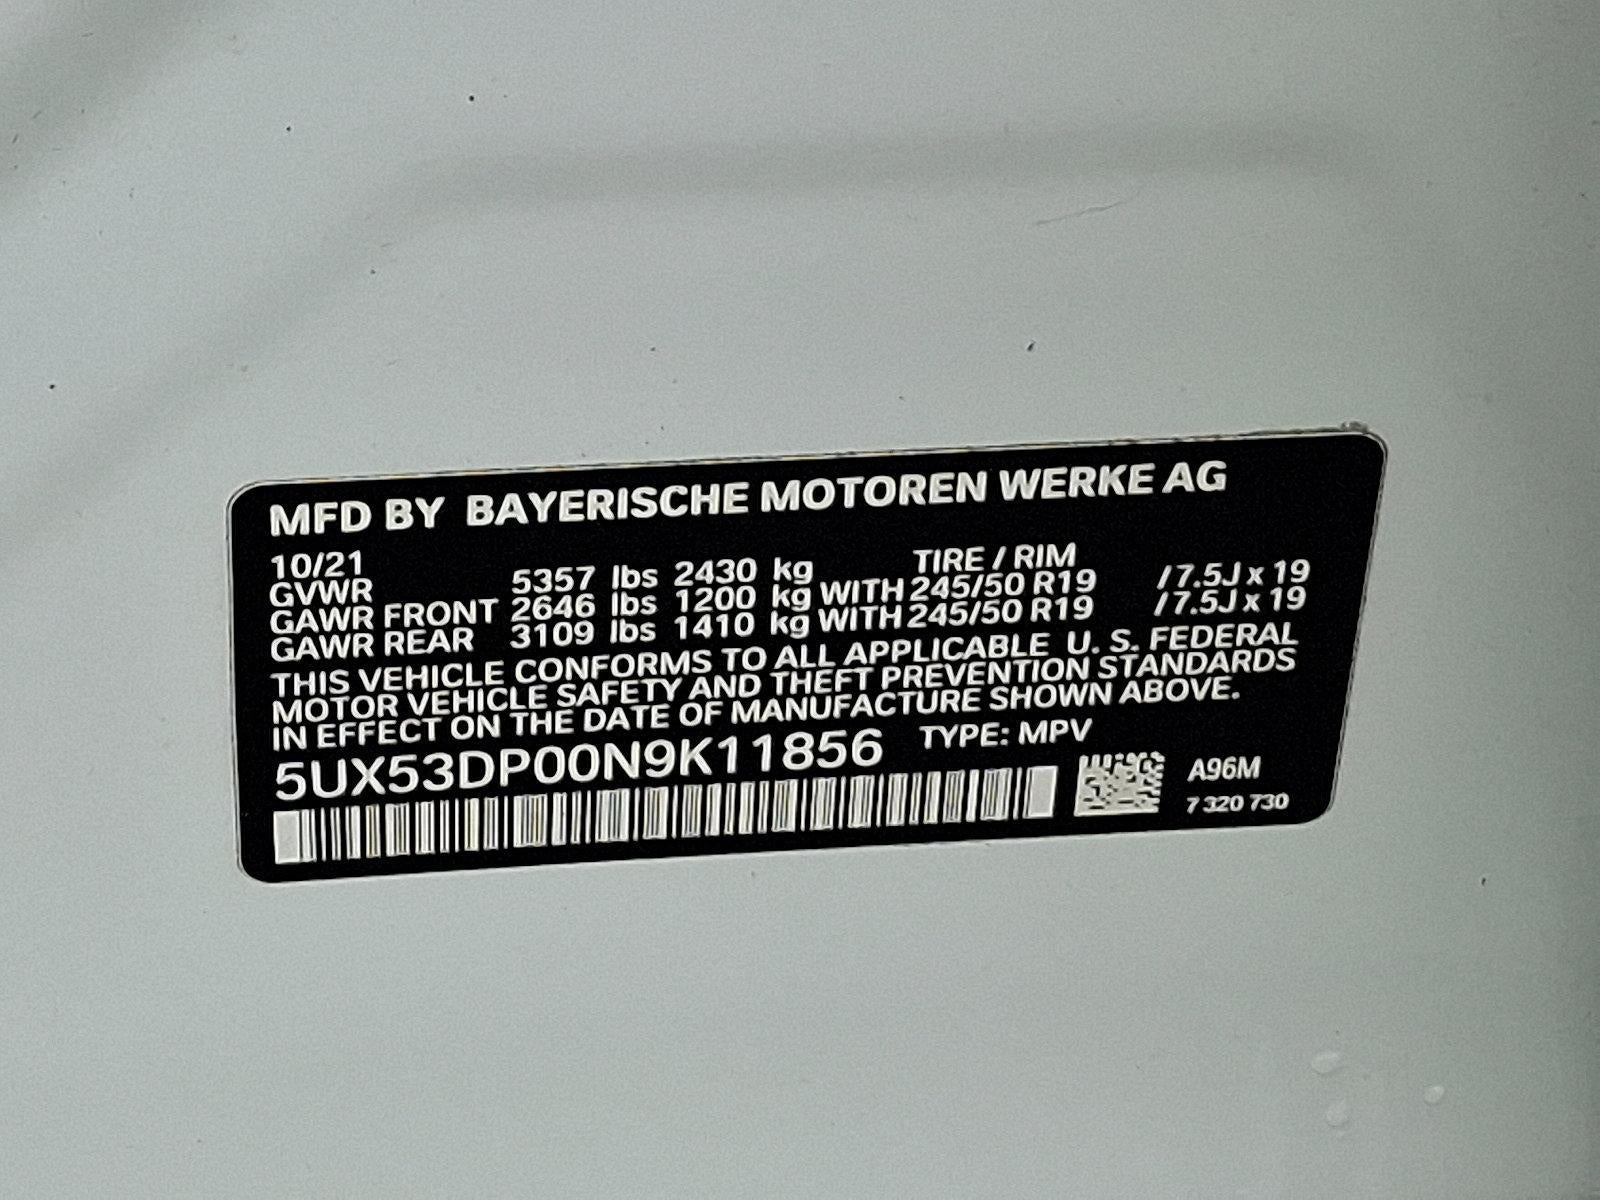 MFD BY BAYERISCHE MOTOREN WERKE AG
10/21 TIRE / RIM
GVWR 5357 lbs 2430 kg
GAWR FRONT 2646 lbs 1200 kg WITH 245/50 R19 /7.5J x 19
GAWR REAR 3109 lbs 1410 kg WITH 245/50 R19 /7.5J x 19
THIS VEHICLE CONFORMS TO ALL APPLICABLE U. S. FEDERAL
MOTOR VEHICLE SAFETY AND THEFT PREVENTION STANDARDS
IN EFFECT ON THE DATE OF MANUFACTURE SHOWN ABOVE.
5UX53DP00N9K11856 TYPE: MPV
A96M
7 320 730